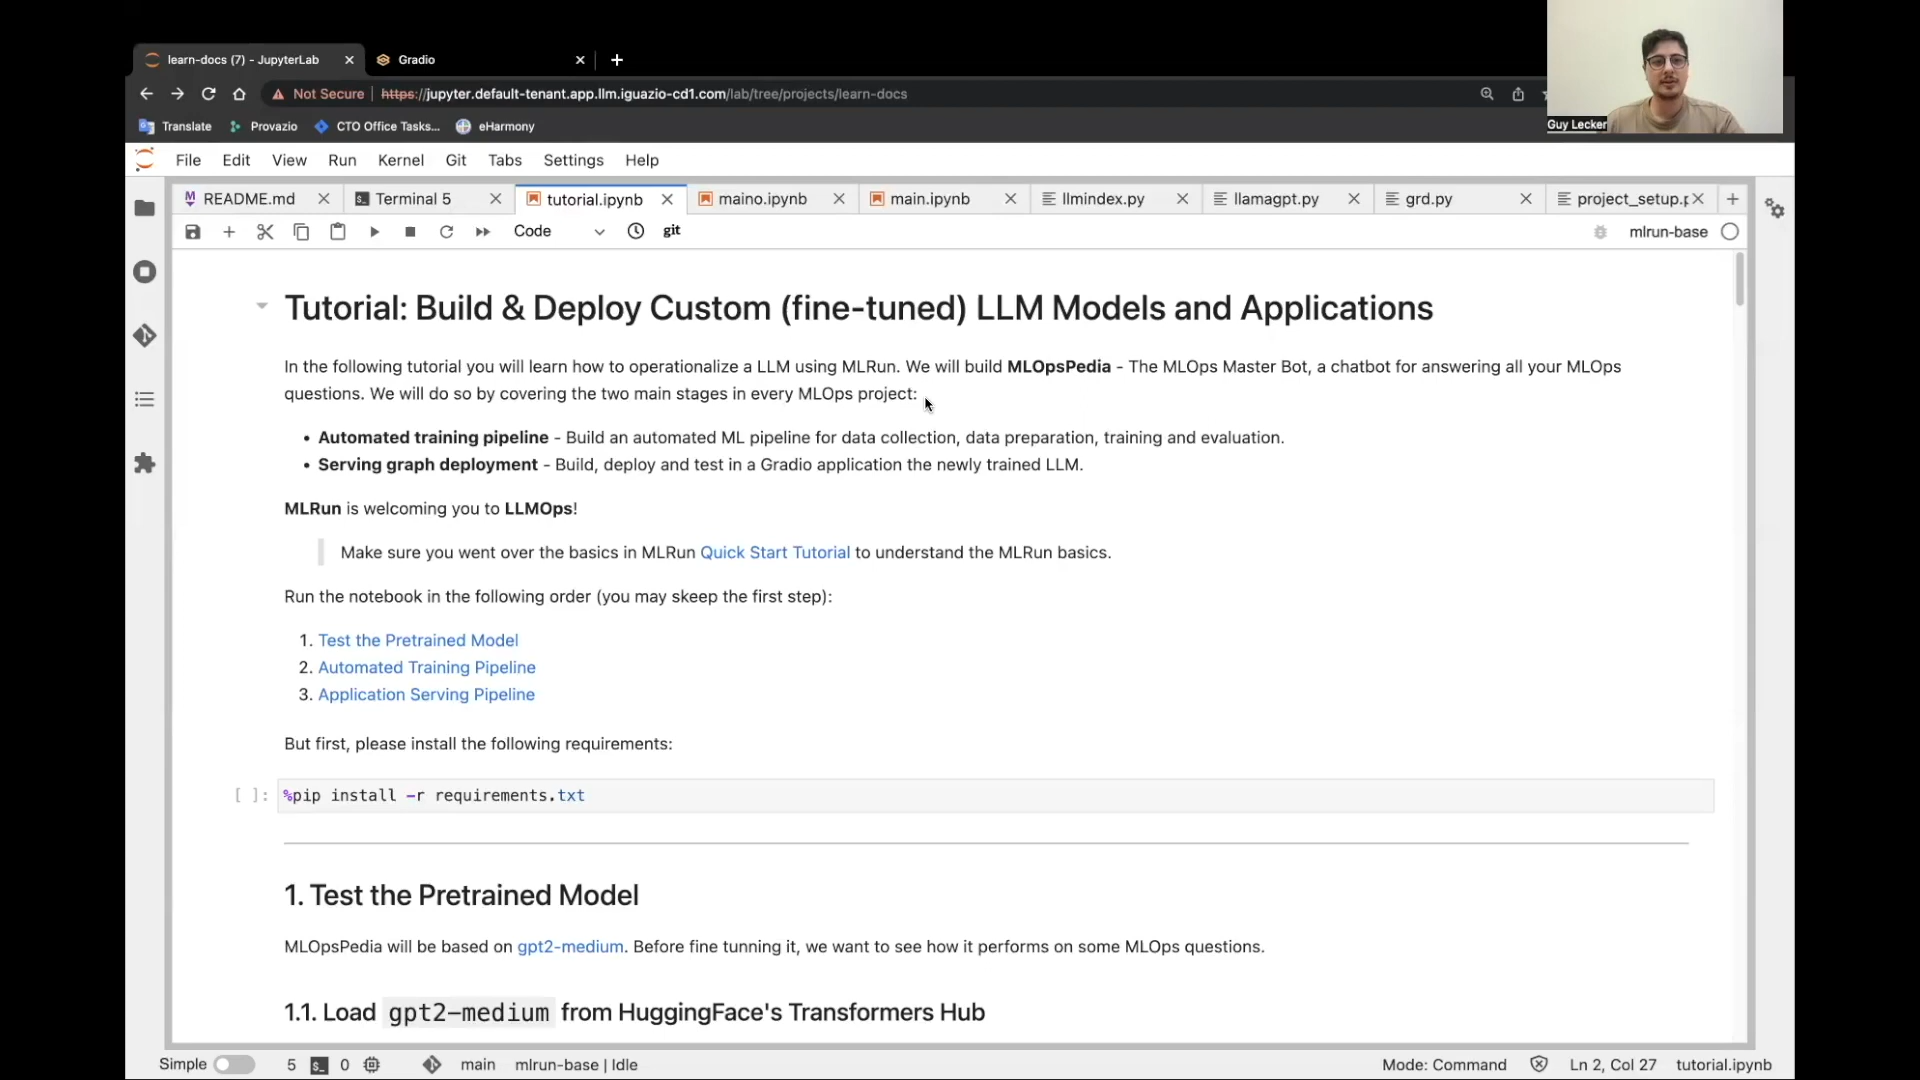 learn-docs (7) - JupyterLab
Gradio
Not Secure | https://jupyter.default-tenant.app.llm.iguazio-cd1.com/lab/tree/projects/learn-docs
Guy Lecker
Translate Provazio CTO Office Tasks... eHarmony
File Edit View Run Kernel Git Tabs Settings Help
README.md Terminal 5 tutorial.ipynb maino.ipynb main.ipynb llmindex.py llamagpt.py grd.py project_setup.p
Code git mlrun-base
Tutorial: Build & Deploy Custom (fine-tuned) LLM Models and Applications
In the following tutorial you will learn how to operationalize a LLM using MLRun. We will build MLOpsPedia - The MLOps Master Bot, a chatbot for answering all your MLOps
questions. We will do so by covering the two main stages in every MLOps project:
• Automated training pipeline - Build an automated ML pipeline for data collection, data preparation, training and evaluation.
• Serving graph deployment - Build, deploy and test in a Gradio application the newly trained LLM.
MLRun is welcoming you to LLMOps!
Make sure you went over the basics in MLRun Quick Start Tutorial to understand the MLRun basics.
Run the notebook in the following order (you may skeep the first step):
1. Test the Pretrained Model
2. Automated Training Pipeline
3. Application Serving Pipeline
But first, please install the following requirements:
[ ]: %pip install -r requirements.txt
1. Test the Pretrained Model
MLOpsPedia will be based on gpt2-medium. Before fine tunning it, we want to see how it performs on some MLOps questions.
1.1. Load gpt2-medium from HuggingFace's Transformers Hub
Simple 5 0 main mlrun-base | Idle Mode: Command Ln 2, Col 27 tutorial.ipynb